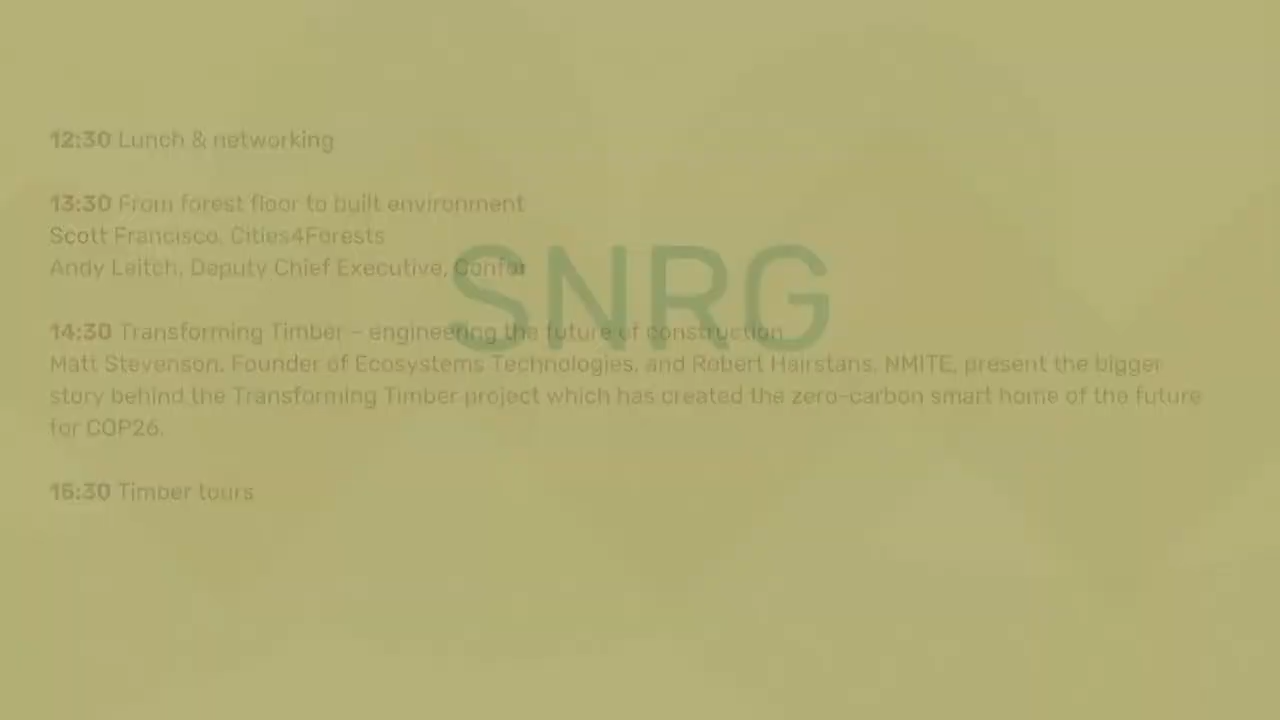 12:30 Lunch & networking
13:30 From forest floor to built environment
Scott Francisco, Cities4Forests
Andy Leitch, Deputy Chief Executive, Confor
SNRG
14:30 Transforming Timber – engineering the future of construction
Matt Stevenson, Founder of Ecosystems Technologies, and Robert Hairstans, NMITE, present the bigger
story behind the Transforming Timber project which has created the zero-carbon smart home of the future
for COP26.
15:30 Timber tours